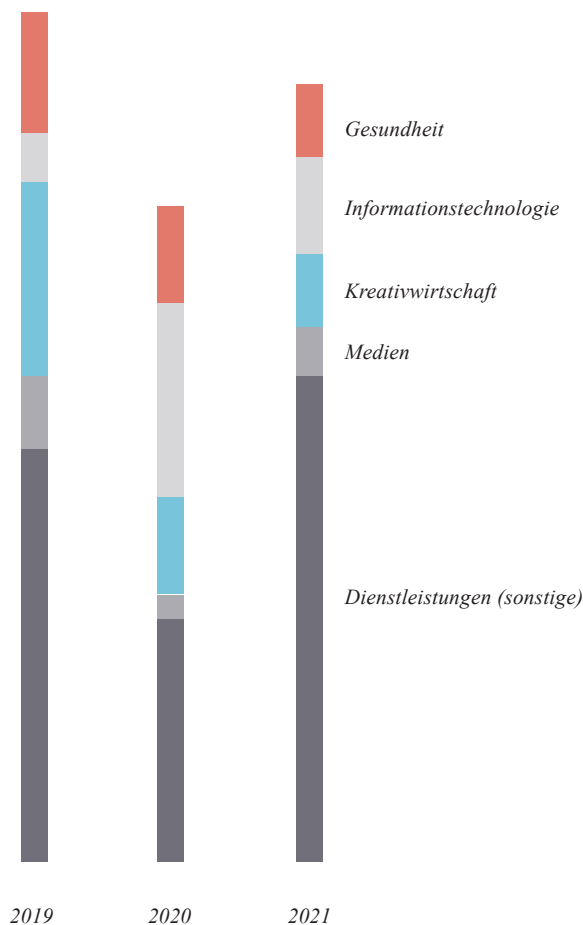 Gesundheit
Informationstechnologie
Kreativwirtschaft
Medien
Dienstleistungen (sonstige)
2019 2020 2021